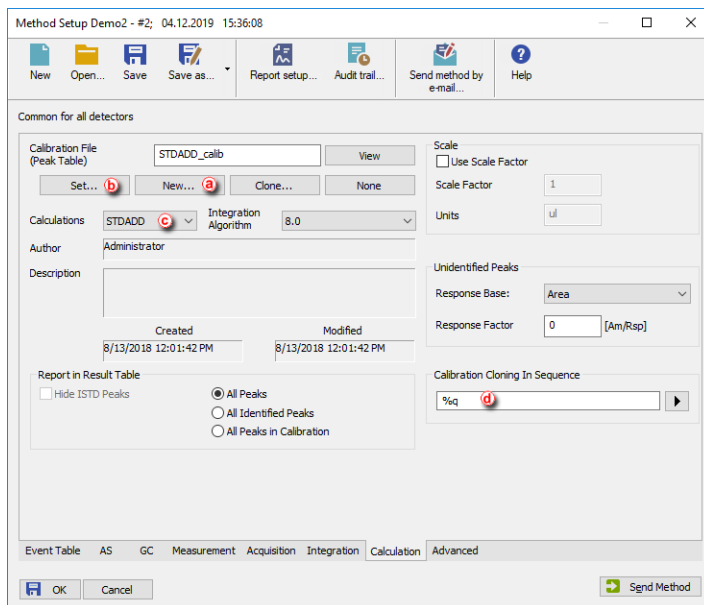 Method Setup Demo2 - #2; 04.12.2019 15:36:08
New Open... Save Save as... Report setup... Audit trail... Send method by e-mail... Help
Common for all detectors
Calibration File
(Peak Table)
STDADD_calib
View
Set... b New... a Clone... None
Calculations STDADD c Integration Algorithm 8.0
Author Administrator
Description
Created Modified
8/13/2018 12:01:42 PM 8/13/2018 12:01:42 PM
Report in Result Table
Hide ISTD Peaks
All Peaks
All Identified Peaks
All Peaks in Calibration
Scale
Use Scale Factor
Scale Factor 1
Units ul
Unidentified Peaks
Response Base: Area
Response Factor 0 [Am/Rsp]
Calibration Cloning In Sequence
%q d
Event Table AS GC Measurement Acquisition Integration Calculation Advanced
OK Cancel Send Method